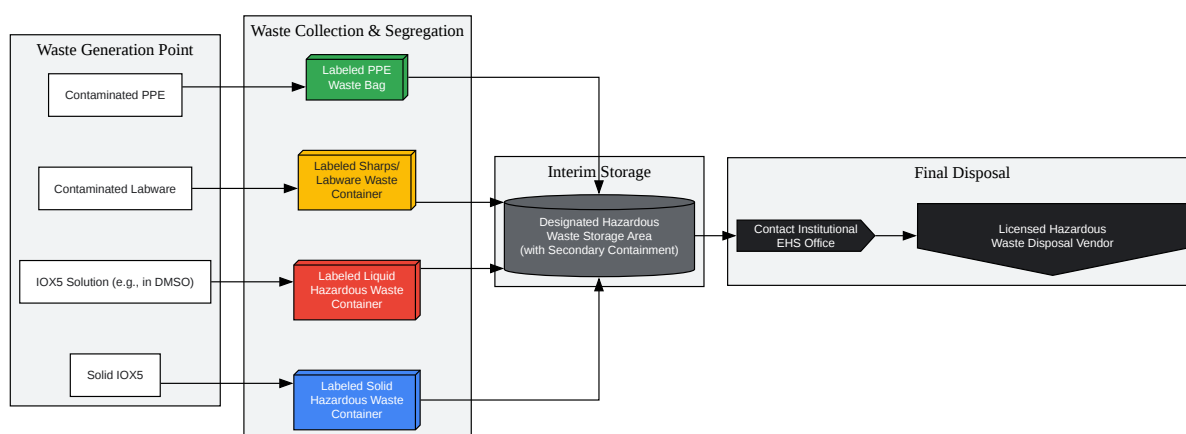 Waste Generation Point
Contaminated PPE
Contaminated Labware
IOX5 Solution (e.g., in DMSO)
Solid IOX5
Waste Collection & Segregation
Labeled PPE
Waste Bag
Labeled Sharps/
Labware Waste
Container
Labeled Liquid
Hazardous Waste
Container
Labeled Solid
Hazardous Waste
Container
Interim Storage
Designated Hazardous
Waste Storage Area
(with Secondary Containment)
Final Disposal
Contact Institutional
EHS Office
Licensed Hazardous
Waste Disposal Vendor